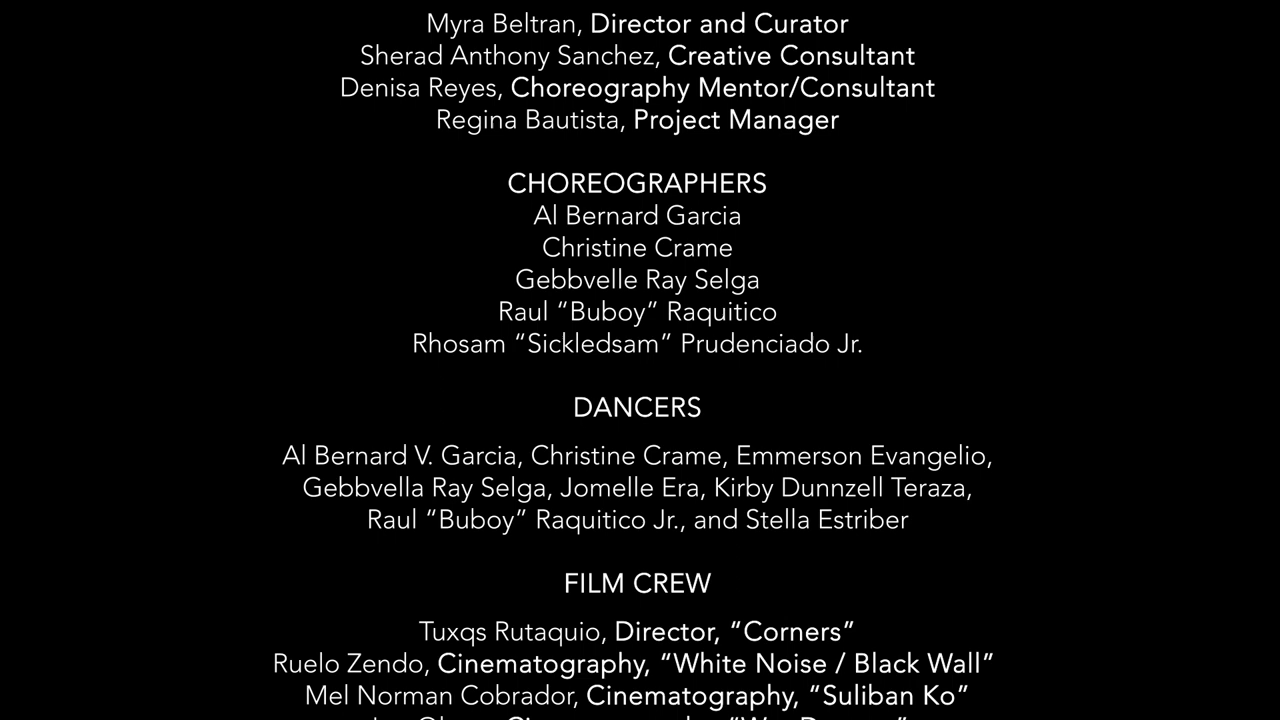 Myra Beltran, Director and Curator
Sherad Anthony Sanchez, Creative Consultant
Denisa Reyes, Choreography Mentor/Consultant
Regina Bautista, Project Manager
CHOREOGRAPHERS
Al Bernard Garcia
Christine Crame
Gebbvelle Ray Selga
Raul “Buboy” Raquitico
Rhosam “Sickledsam” Prudenciado Jr.
DANCERS
Al Bernard V. Garcia, Christine Crame, Emmerson Evangelio,
Gebbvella Ray Selga, Jomelle Era, Kirby Dunnzell Teraza,
Raul “Buboy” Raquitico Jr., and Stella Estriber
FILM CREW
Tuxqs Rutaquio, Director, “Corners”
Ruelo Zendo, Cinematography, “White Noise / Black Wall”
Mel Norman Cobrador, Cinematography, “Suliban Ko”